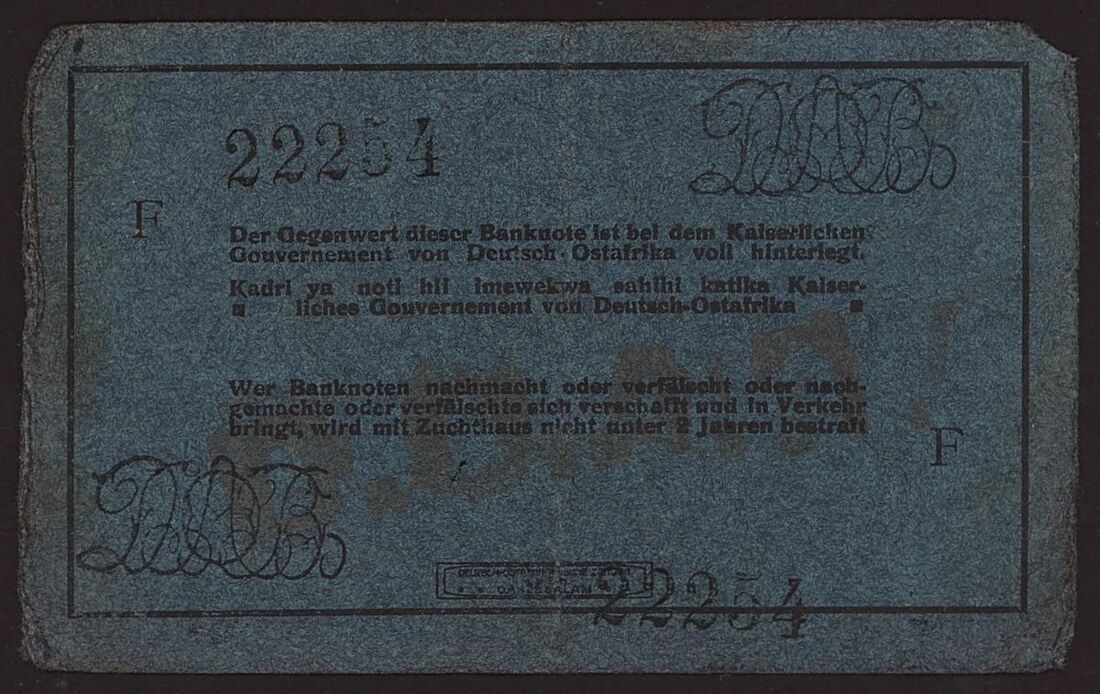 DOAB
22254
F
Der Gegenwert dieser Banknote ist bei dem Kaiserlichen
Gouvernement von Deutsch-Ostafrika voll hinterlegt.
Kadri ya noti hii imewekwa sahihi katika Kaiser-
liches Gouvernement von Deutsch-Ostafrika
Wer Banknoten nachmacht oder verfälscht oder nach-
gemachte oder verfälschte sich verschafft und in Verkehr
bringt, wird mit Zuchthaus nicht unter 2 Jahren bestraft
F
DOAB
DARESSALAM
22254